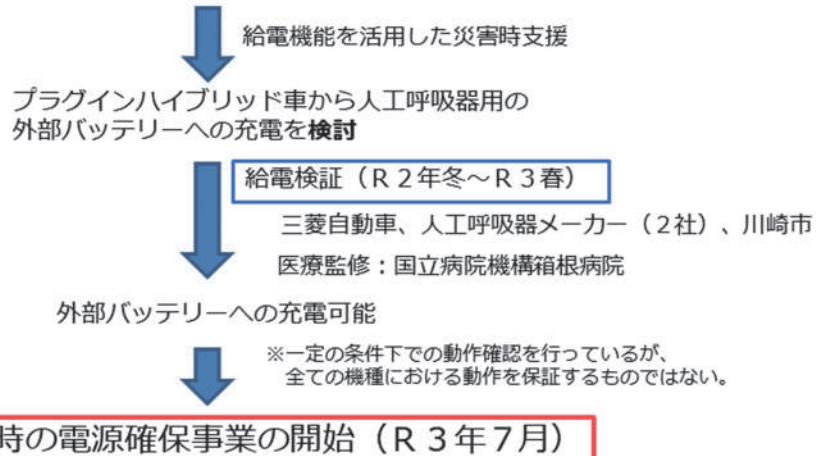 給電機能を活用した災害時支援
プラグインハイブリッド車から人工呼吸器用の
外部バッテリーへの充電を検討
給電検証（Ｒ２年冬～Ｒ３春）
三菱自動車、人工呼吸器メーカー（２社）、川崎市
医療監修：国立病院機構箱根病院
外部バッテリーへの充電可能
※一定の条件下での動作確認を行っているが、
全ての機種における動作を保証するものではない。
時の電源確保事業の開始（Ｒ３年７月）